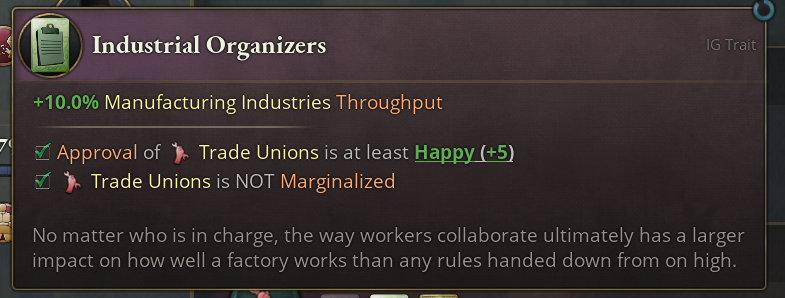 Industrial Organizers
IG Trait
+10.0% Manufacturing Industries Throughput
Approval of Trade Unions is at least Happy (+5)
Trade Unions is NOT Marginalized
No matter who is in charge, the way workers collaborate ultimately has a larger
impact on how well a factory works than any rules handed down from on high.